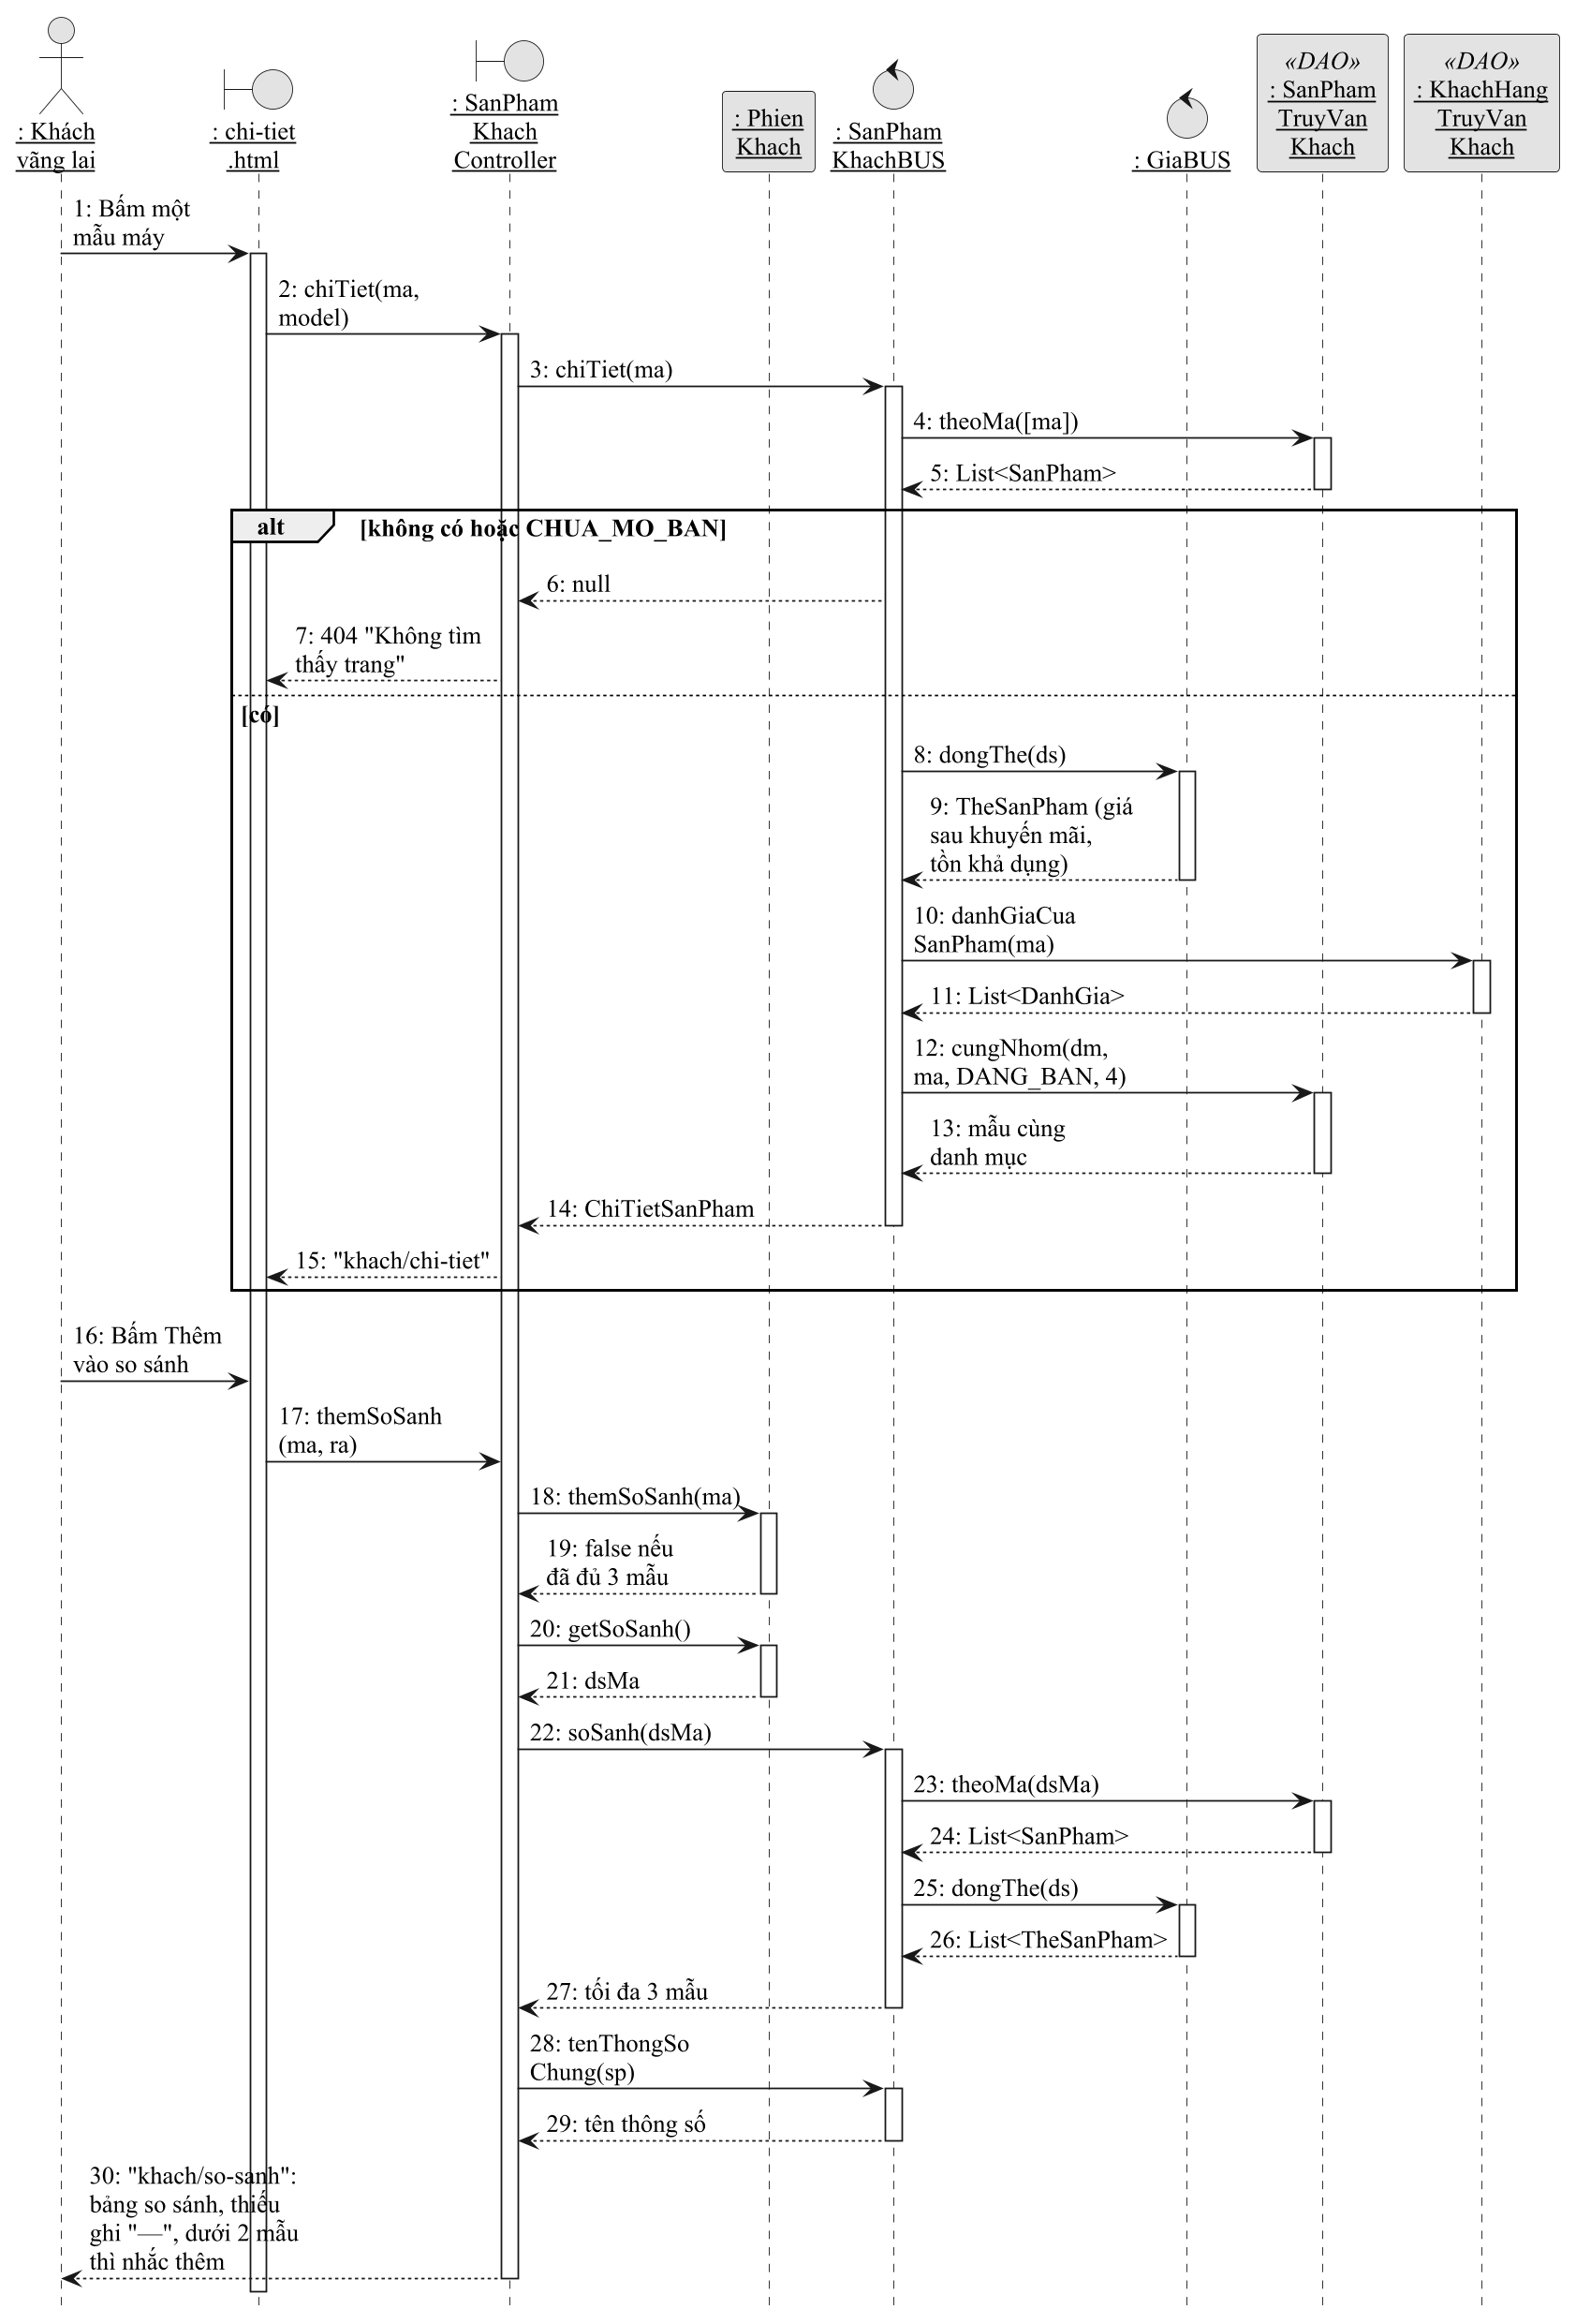 : Khách
vãng lai
: chi-tiet
.html
: SanPham
Khach
Controller
: Phien
Khach
: SanPham
KhachBUS
: GiaBUS
«DAO»
: SanPham
TruyVan
Khach
«DAO»
: KhachHang
TruyVan
Khach
1: Bấm một
mẫu máy
2: chiTiet(ma,
model)
3: chiTiet(ma)
4: theoMa([ma])
5: List<SanPham>
alt
[không có hoặc CHUA_MO_BAN]
6: null
7: 404 "Không tìm
thấy trang"
[có]
8: dongThe(ds)
9: TheSanPham (giá
sau khuyến mãi,
tồn khả dụng)
10: danhGiaCua
SanPham(ma)
11: List<DanhGia>
12: cungNhom(dm,
ma, DANG_BAN, 4)
13: mẫu cùng
danh mục
14: ChiTietSanPham
15: "khach/chi-tiet"
16: Bấm Thêm
vào so sánh
17: themSoSanh
(ma, ra)
18: themSoSanh(ma)
19: false nếu
đã đủ 3 mẫu
20: getSoSanh()
21: dsMa
22: soSanh(dsMa)
23: theoMa(dsMa)
24: List<SanPham>
25: dongThe(ds)
26: List<TheSanPham>
27: tối đa 3 mẫu
28: tenThongSo
Chung(sp)
29: tên thông số
30: "khach/so-sanh":
bảng so sánh, thiếu
ghi "—", dưới 2 mẫu
thì nhắc thêm